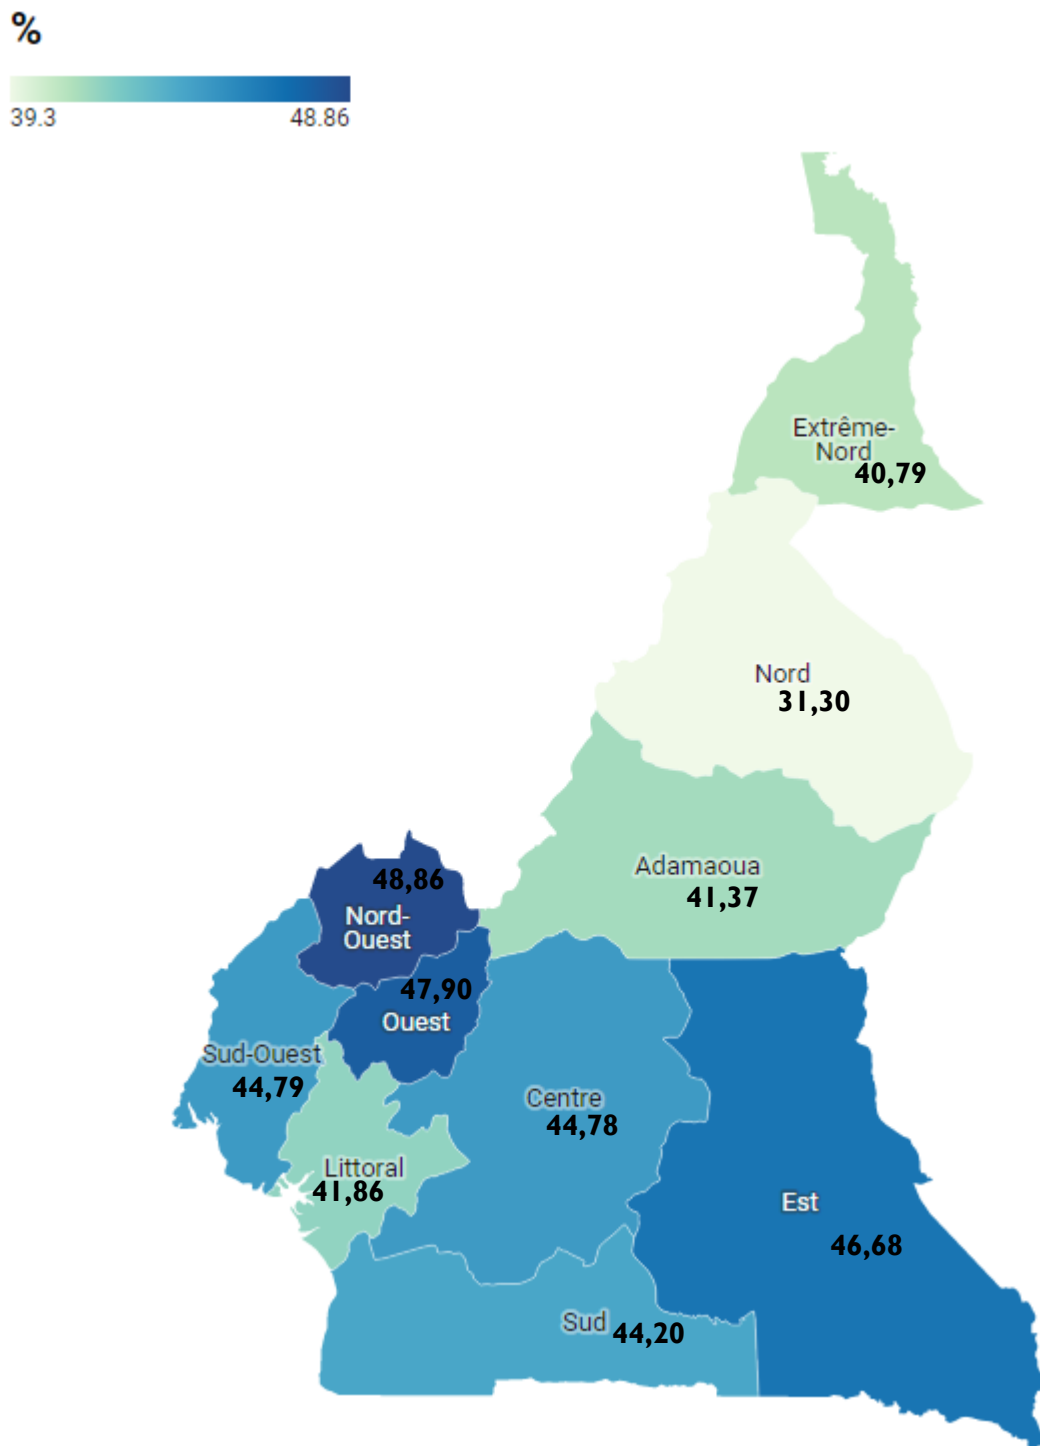 %
39.3 48.86
Extrême-
Nord
40,79
Nord
31,30
Adamaoua
41,37
48,86
Nord-
Ouest
47,90
Ouest
Sud-Ouest
44,79
Centre
44,78
Littoral
41,86
Est
46,68
Sud 44,20